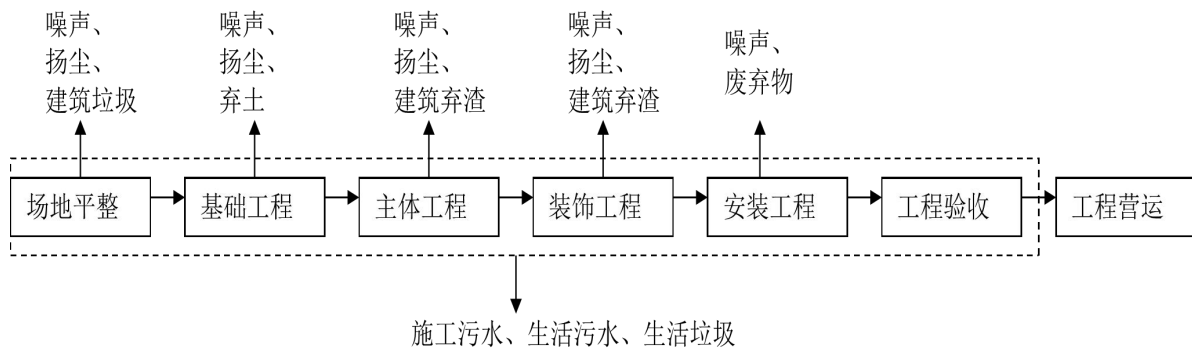 噪声、
扬尘、
建筑垃圾
噪声、
扬尘、
弃土
噪声、
扬尘、
建筑弃渣
噪声、
扬尘、
建筑弃渣
噪声、
废弃物
场地平整
基础工程
主体工程
装饰工程
安装工程
工程验收
工程营运
施工污水、生活污水、生活垃圾